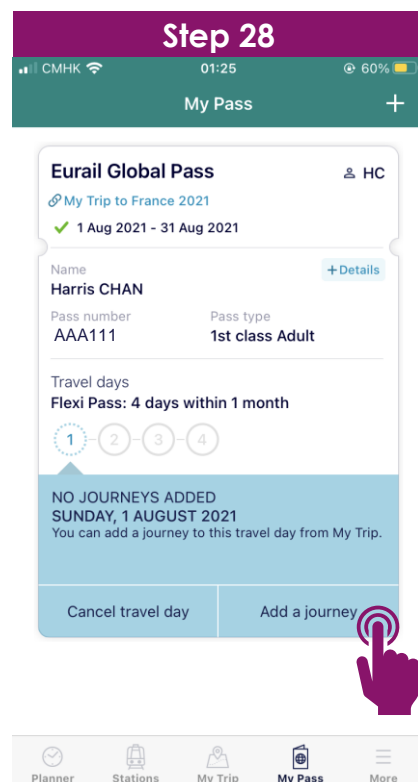 Step 28
CMHK 01:25 60%
My Pass +
Eurail Global Pass HC
My Trip to France 2021
1 Aug 2021 - 31 Aug 2021
Name +Details
Harris CHAN
Pass number Pass type
AAA111 1st class Adult
Travel days
Flexi Pass: 4 days within 1 month
1 2 3 4
NO JOURNEYS ADDED
SUNDAY, 1 AUGUST 2021
You can add a journey to this travel day from My Trip.
Cancel travel day Add a journey
Planner Stations My Trip My Pass More